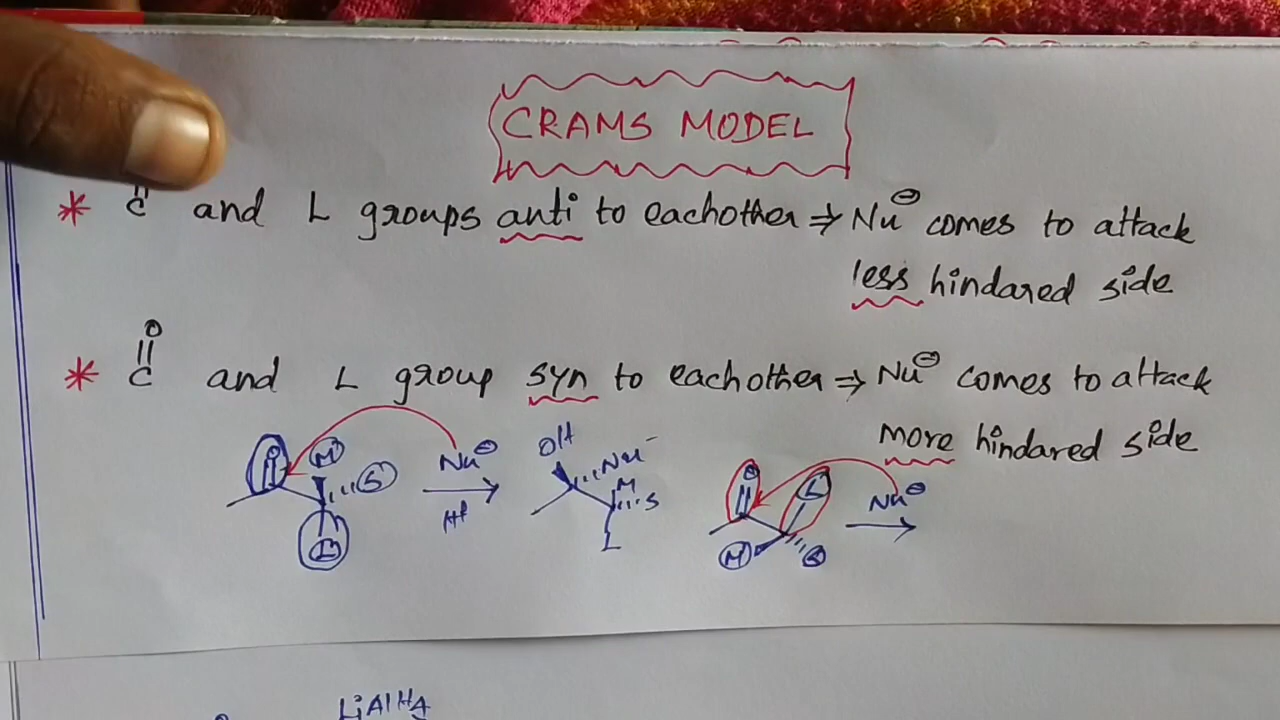 CRAMS MODEL
* C and L groups anti to eachother ⇒ Nu⊖ comes to attack
less hindared side
O
||
* C and L group syn to eachother ⇒ Nu⊖ comes to attack
more hindared side
O M S L Nu⊖ H⊕ → OH Nu⁻ M S L
O L M S Nu⊖ →
LiAlH4